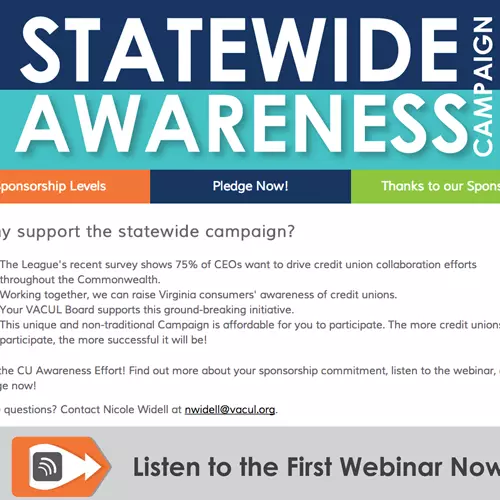 STATEWIDE
AWARENESS
CAMPAIGN
ponsorship Levels
Pledge Now!
Thanks to our Spons
y support the statewide campaign?
The League's recent survey shows 75% of CEOs want to drive credit union collaboration efforts
throughout the Commonwealth.
Working together, we can raise Virginia consumers' awareness of credit unions.
Your VACUL Board supports this ground-breaking initiative.
This unique and non-traditional Campaign is affordable for you to participate. The more credit unions
participate, the more successful it will be!
the CU Awareness Effort! Find out more about your sponsorship commitment, listen to the webinar,
ge now!
questions? Contact Nicole Widell at nwidell@vacul.org.
Listen to the First Webinar Now